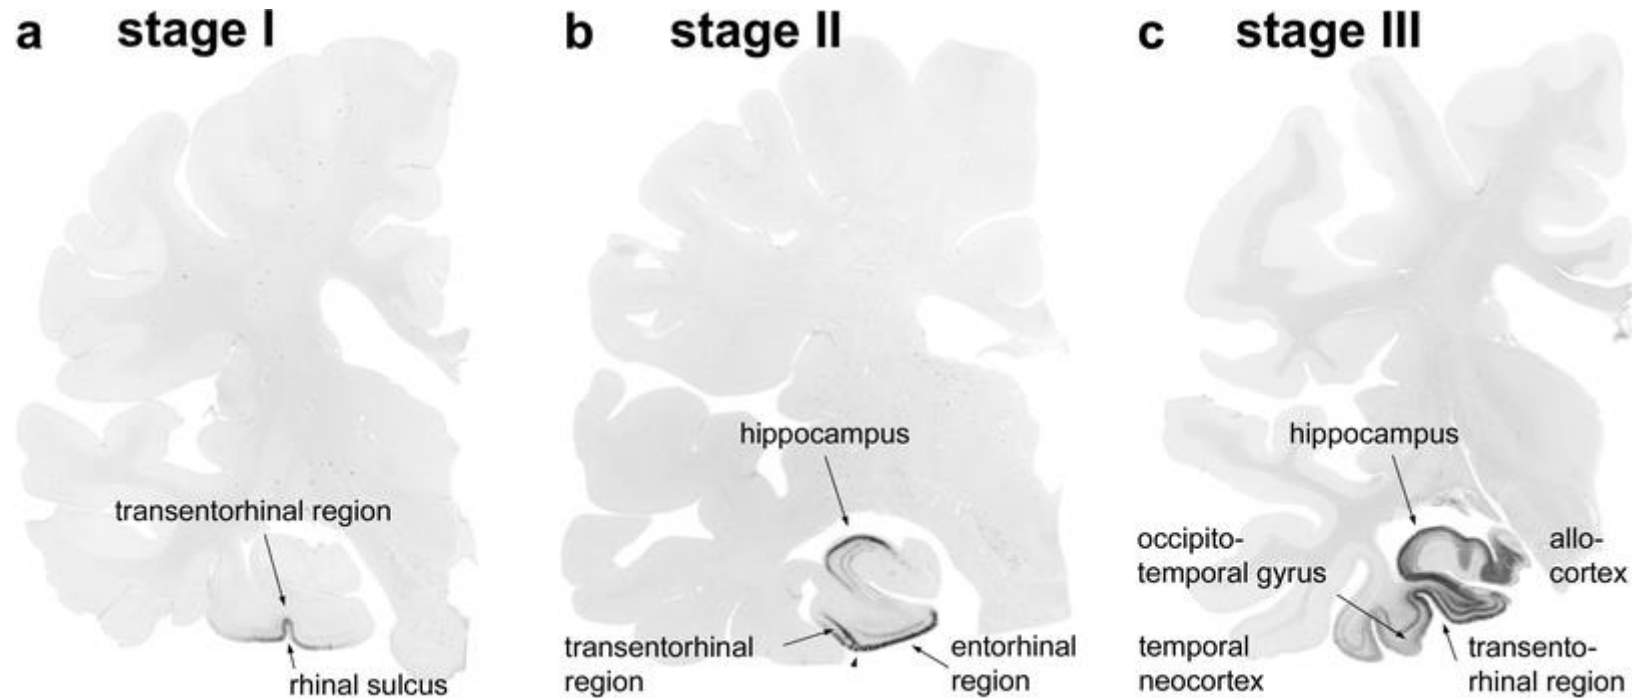 a stage I
b stage II
c stage III
transentorhinal region
rhinal sulcus
hippocampus
transentorhinal
region
entorhinal
region
hippocampus
occipito-
temporal gyrus
allo-
cortex
temporal
neocortex
transento-
rhinal region